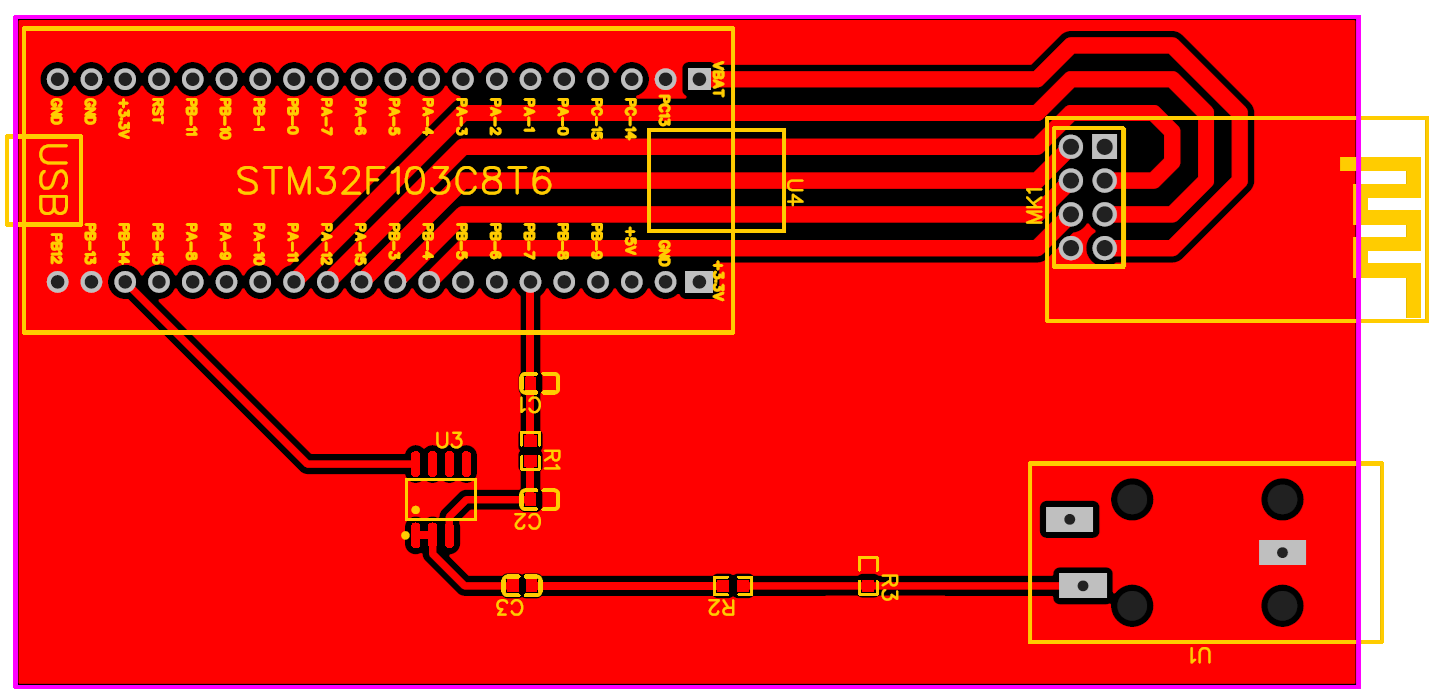 GND GND +3.3V RST PB-11 PB-10 PB-1 PB-0 PA-7 PA-6 PA-5 PA-4 PA-3 PA-2 PA-1 PA-0 PC-15 PC-14 PC13 VBAT
USB
STM32F103C8T6
U4
MK1
PB12 PB-13 PB-14 PB-15 PA-8 PA-9 PA-10 PA-11 PA-12 PA-15 PB-3 PB-4 PB-5 PB-6 PB-7 PB-8 PB-9 +5V GND +3.3V
C1
U3
R1
C2
R3
C3
R2
U1